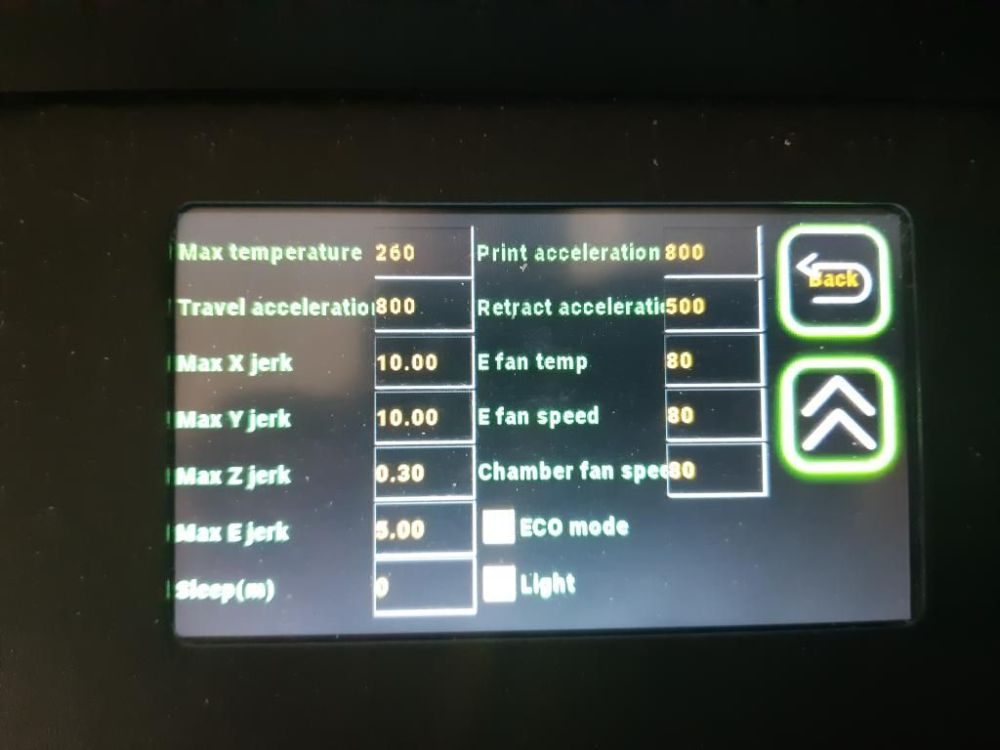 Max temperature 260 Print acceleration 800 Back
Travel acceleratio 800 Retract accelerati 500
Max X jerk 10.00 E fan temp 80
Max Y jerk 10.00 E fan speed 80
Max Z jerk 0.30 Chamber fan spee 80
Max E jerk 5.00 ECO mode
Sleep(m) 0 Light